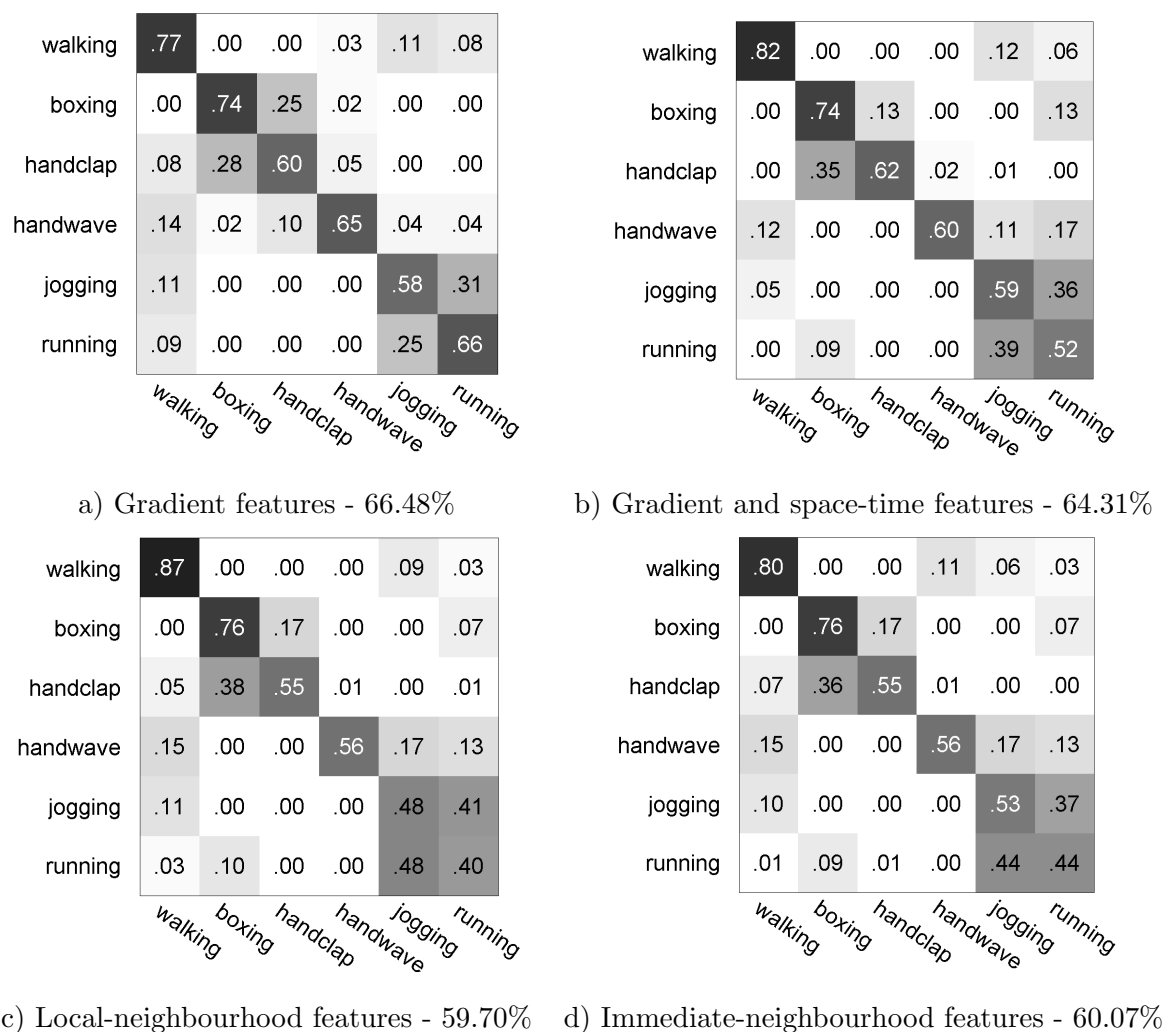 walking .77 .00 .00 .03 .11 .08
boxing .00 .74 .25 .02 .00 .00
handclap .08 .28 .60 .05 .00 .00
handwave .14 .02 .10 .65 .04 .04
jogging .11 .00 .00 .00 .58 .31
running .09 .00 .00 .00 .25 .66
walking boxing handclap handwave jogging running
a) Gradient features - 66.48%
walking .82 .00 .00 .00 .12 .06
boxing .00 .74 .13 .00 .00 .13
handclap .00 .35 .62 .02 .01 .00
handwave .12 .00 .00 .60 .11 .17
jogging .05 .00 .00 .00 .59 .36
running .00 .09 .00 .00 .39 .52
walking boxing handclap handwave jogging running
b) Gradient and space-time features - 64.31%
walking .87 .00 .00 .00 .09 .03
boxing .00 .76 .17 .00 .00 .07
handclap .05 .38 .55 .01 .00 .01
handwave .15 .00 .00 .56 .17 .13
jogging .11 .00 .00 .00 .48 .41
running .03 .10 .00 .00 .48 .40
walking boxing handclap handwave jogging running
c) Local-neighbourhood features - 59.70%
walking .80 .00 .00 .11 .06 .03
boxing .00 .76 .17 .00 .00 .07
handclap .07 .36 .55 .01 .00 .00
handwave .15 .00 .00 .56 .17 .13
jogging .10 .00 .00 .00 .53 .37
running .01 .09 .01 .00 .44 .44
walking boxing handclap handwave jogging running
d) Immediate-neighbourhood features - 60.07%